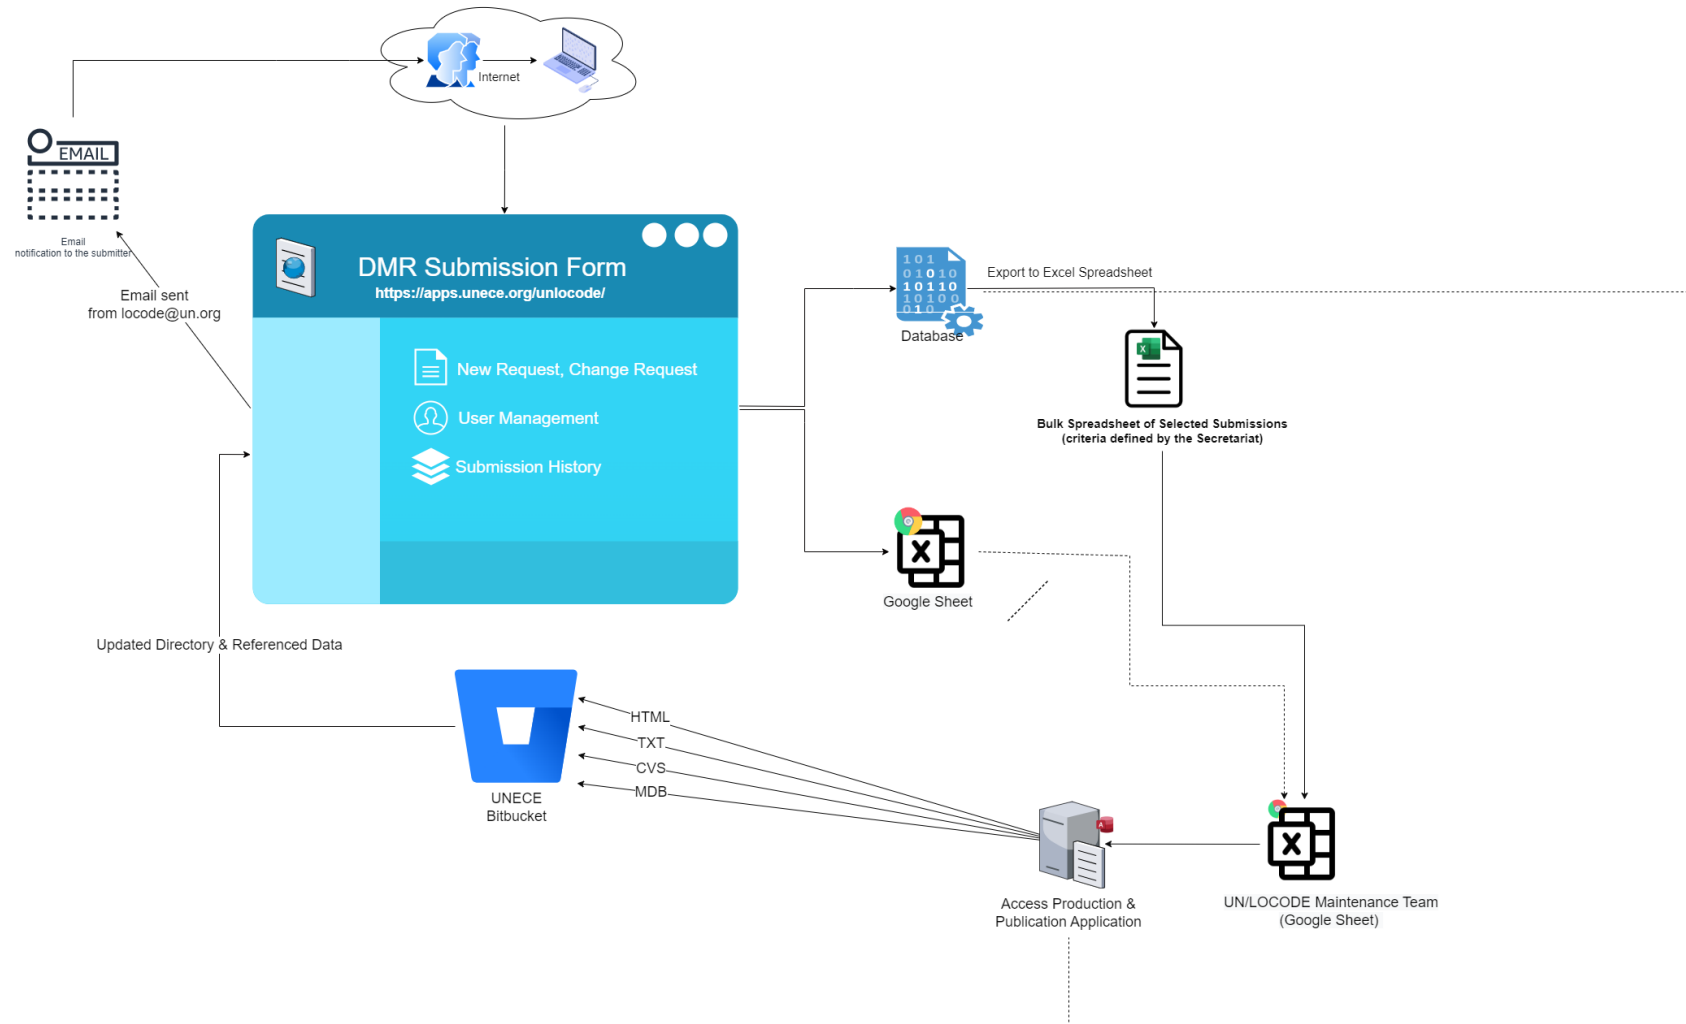 Internet
EMAIL
Email
notification to the submitter
Email sent
from locode@un.org
DMR Submission Form
https://apps.unece.org/unlocode/
New Request, Change Request
User Management
Submission History
101
01010
10110
10100
010
Database
Export to Excel Spreadsheet
X
Bulk Spreadsheet of Selected Submissions
(criteria defined by the Secretariat)
X
Google Sheet
Updated Directory & Referenced Data
HTML
TXT
CVS
MDB
UNECE
Bitbucket
A
Access Production &
Publication Application
X
UN/LOCODE Maintenance Team
(Google Sheet)